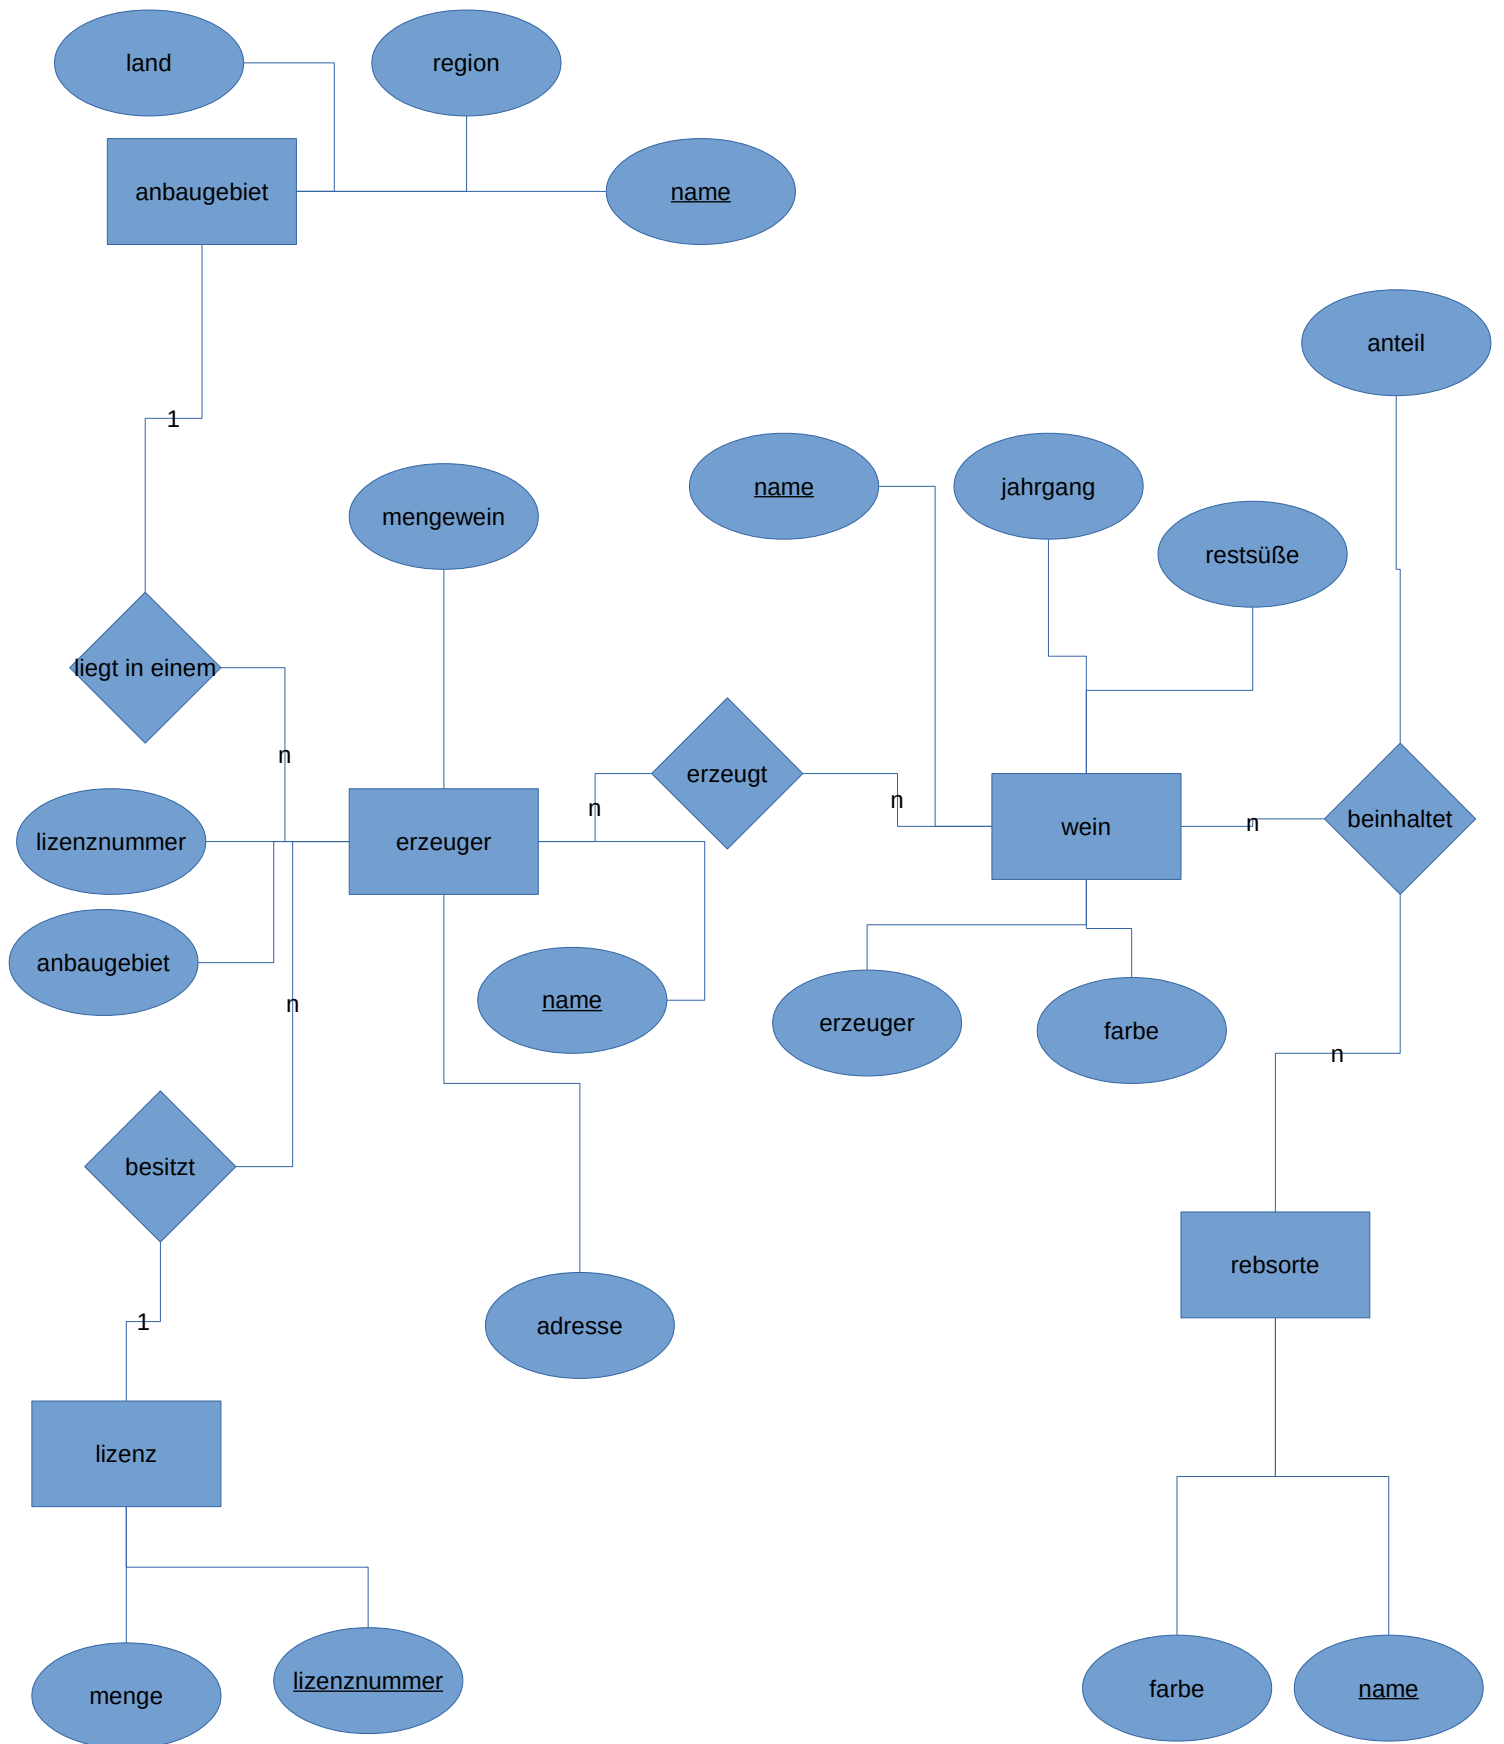 land
region
anbaugebiet
name
anteil
1
name
jahrgang
mengewein
restsüße
liegt in einem
n
erzeugt
n
n
wein
n
beinhaltet
lizenznummer
erzeuger
anbaugebiet
name
n
erzeuger
farbe
n
besitzt
rebsorte
1
adresse
lizenz
menge
lizenznummer
farbe
name